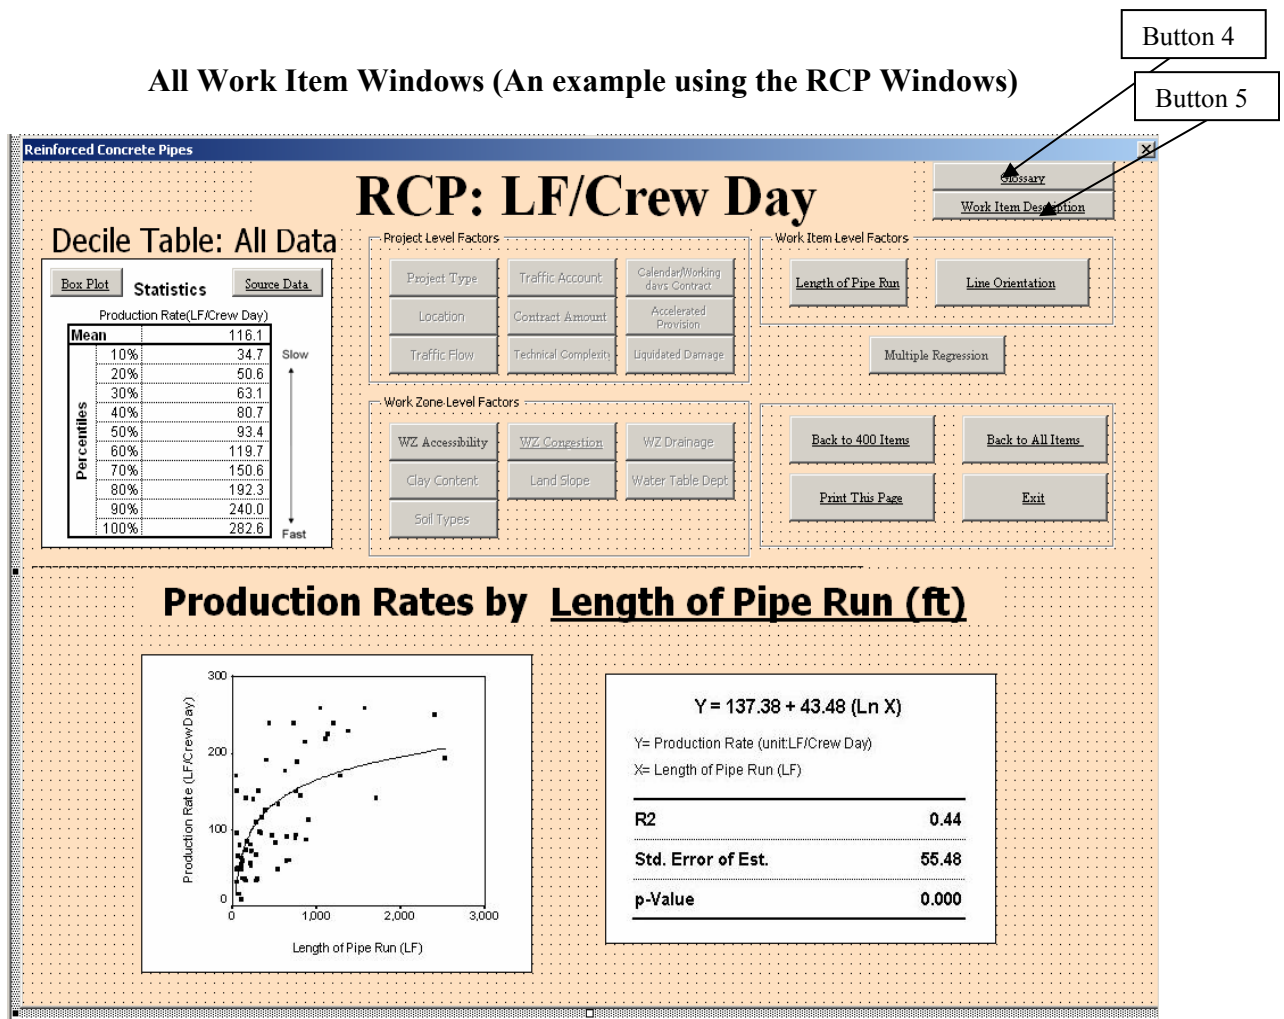 Button 4
All Work Item Windows (An example using the RCP Windows)
Button 5
Reinforced Concrete Pipes
RCP: LF/Crew Day
Glossary
Work Item Description
Decile Table: All Data
Box Plot
Statistics
Source Data
Production Rate(LF/Crew Day)
Mean 116.1
Percentiles
10% 34.7
20% 50.6
30% 63.1
40% 80.7
50% 93.4
60% 119.7
70% 150.6
80% 192.3
90% 240.0
100% 282.6
Slow
Fast
Project Level Factors
Project Type
Traffic Account
Calendar/Working
days Contract
Location
Contract Amount
Accelerated
Provision
Traffic Flow
Technical Complexity
Liquidated Damage
Work Item Level Factors
Length of Pipe Run
Line Orientation
Multiple Regression
Work Zone Level Factors
WZ Accessibility
WZ Congestion
WZ Drainage
Clay Content
Land Slope
Water Table Dept
Soil Types
Back to 400 Items
Back to All Items
Print This Page
Exit
Production Rates by Length of Pipe Run (ft)
Production Rate (LF/CrewDay)
300
200
100
0
0
1,000
2,000
3,000
Length of Pipe Run (LF)
Y = 137.38 + 43.48 (Ln X)
Y= Production Rate (unit:LF/Crew Day)
X= Length of Pipe Run (LF)
R2 0.44
Std. Error of Est. 55.48
p-Value 0.000